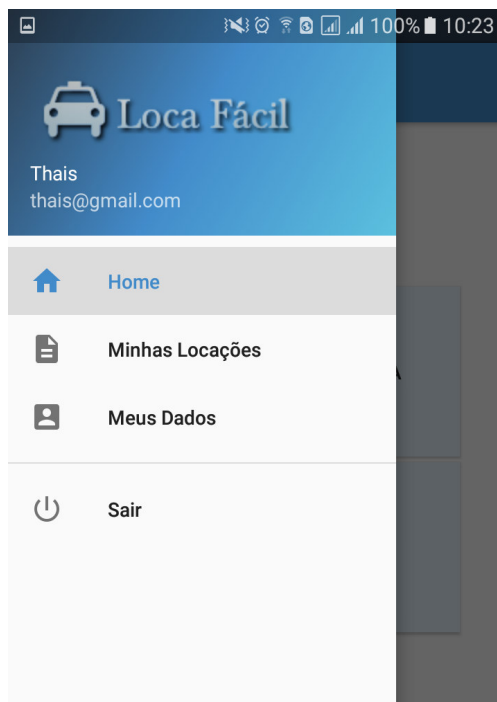 100% 10:23
Loca Fácil
Thais
thais@gmail.com
Home
Minhas Locações
Meus Dados
Sair